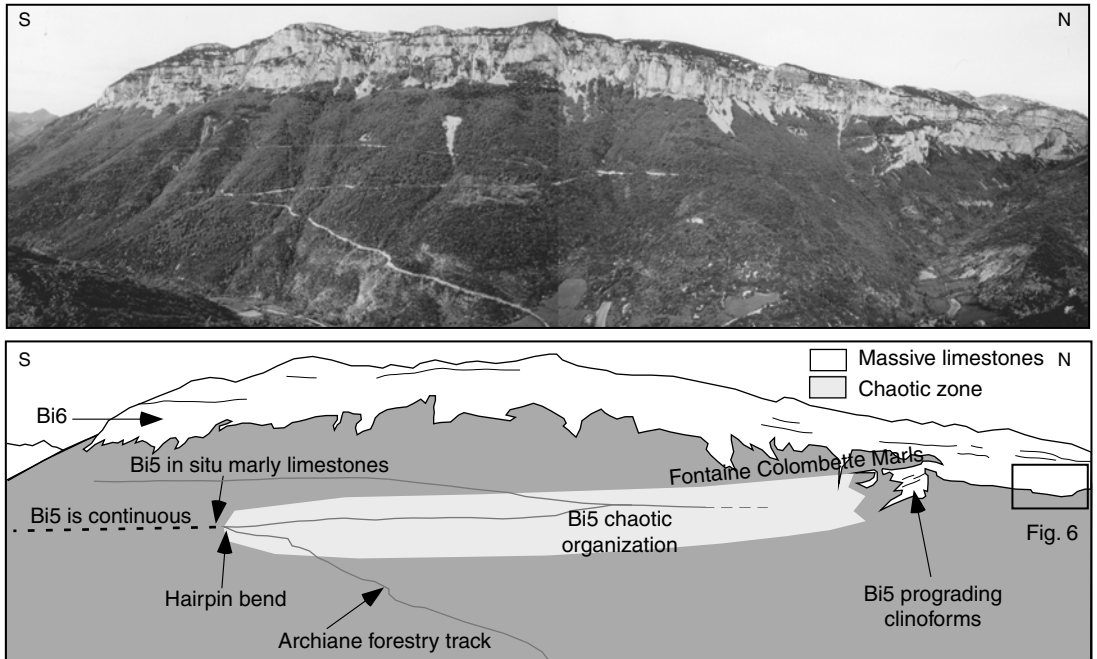 S
N
S
Massive limestones
N
Chaotic zone
Bi6
Bi5 in situ marly limestones
Fontaine Colombette Marls
Bi5 is continuous
Bi5 chaotic
organization
Fig. 6
Hairpin bend
Bi5 prograding
clinoforms
Archiane forestry track